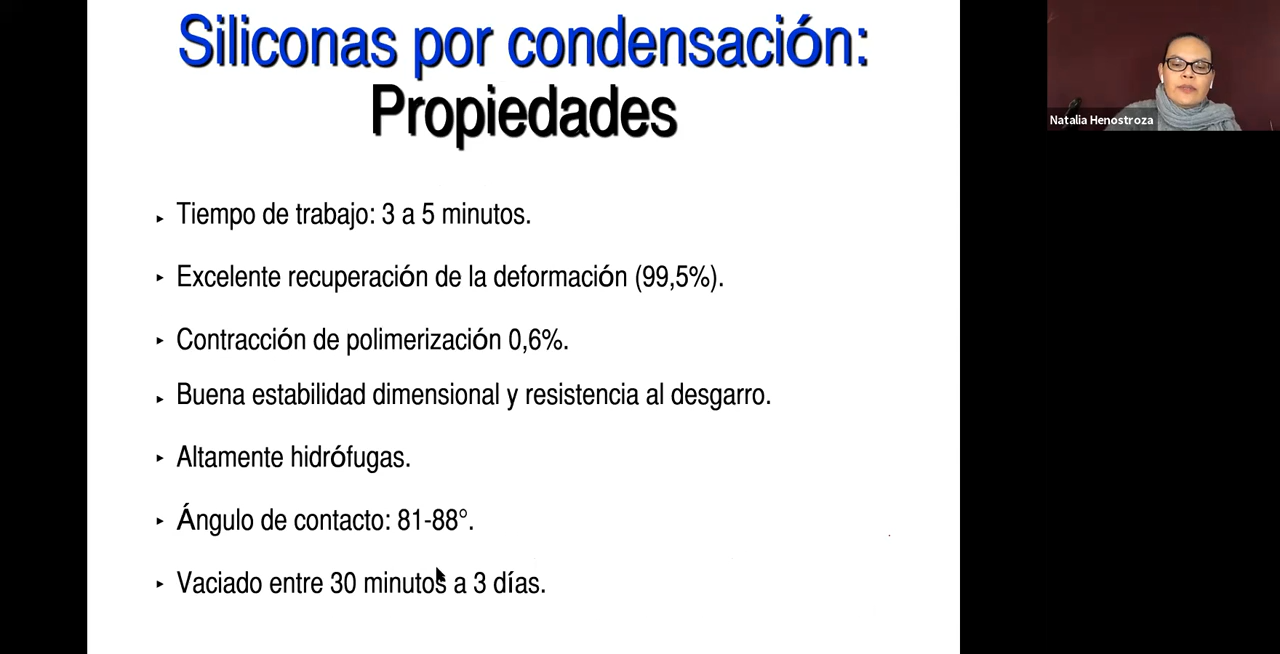 Siliconas por condensación:
Propiedades
Natalia Henostroza
▸ Tiempo de trabajo: 3 a 5 minutos.
▸ Excelente recuperación de la deformación (99,5%).
▸ Contracción de polimerización 0,6%.
▸ Buena estabilidad dimensional y resistencia al desgarro.
▸ Altamente hidrófugas.
▸ Ángulo de contacto: 81-88°.
▸ Vaciado entre 30 minutos a 3 días.